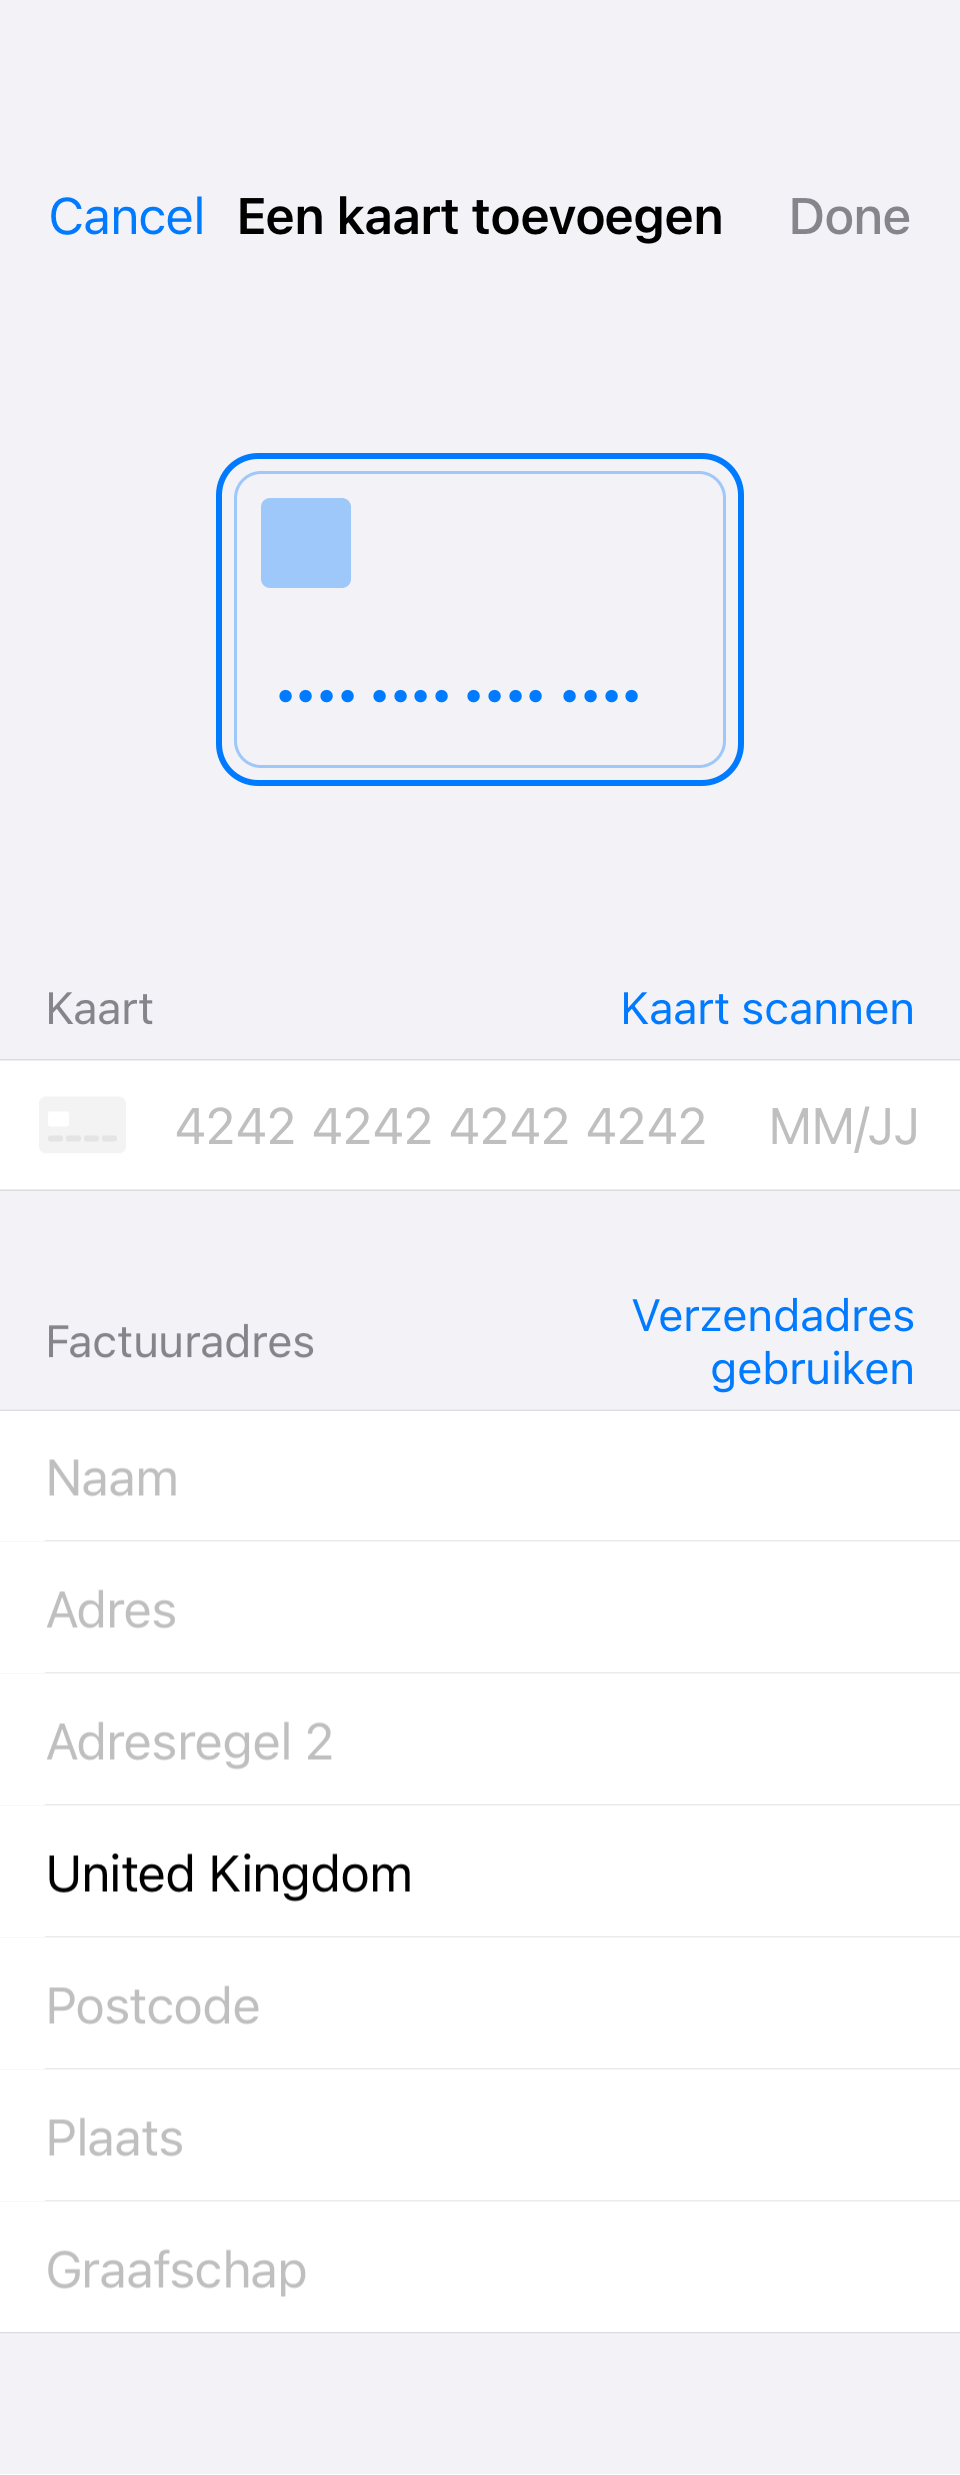 Cancel Een kaart toevoegen Done
•••• •••• •••• ••••
Kaart Kaart scannen
4242 4242 4242 4242 MM/JJ
Factuuradres Verzendadres
gebruiken
Naam
Adres
Adresregel 2
United Kingdom
Postcode
Plaats
Graafschap